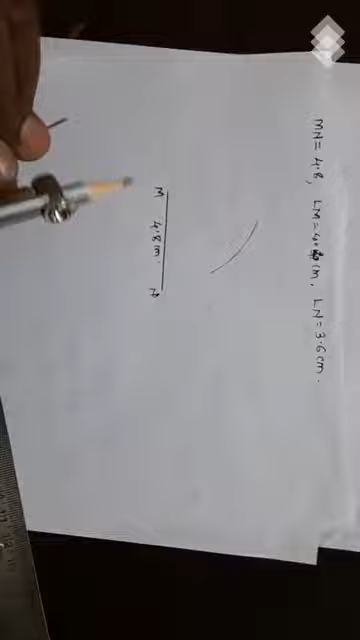 MN = 4.8, LM = 4.0 cm, LN = 3.6 cm.
M 4.8 cm. N